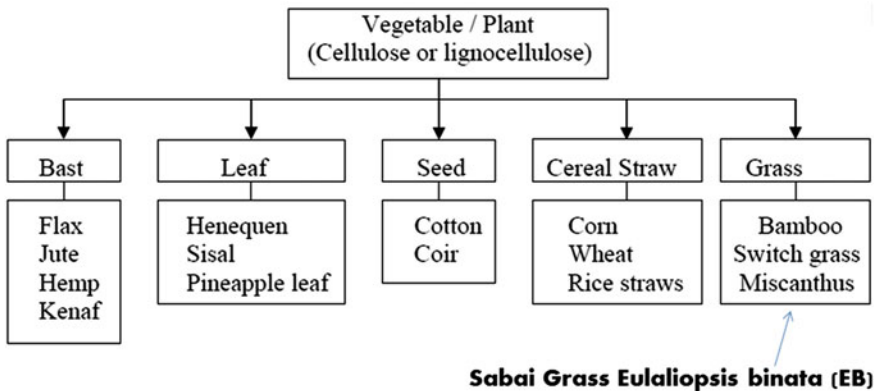 Vegetable / Plant
(Cellulose or lignocellulose)
Bast
Leaf
Seed
Cereal Straw
Grass
Flax
Jute
Hemp
Kenaf
Henequen
Sisal
Pineapple leaf
Cotton
Coir
Corn
Wheat
Rice straws
Bamboo
Switch grass
Miscanthus
Sabai Grass Eulaliopsis binata (EB)